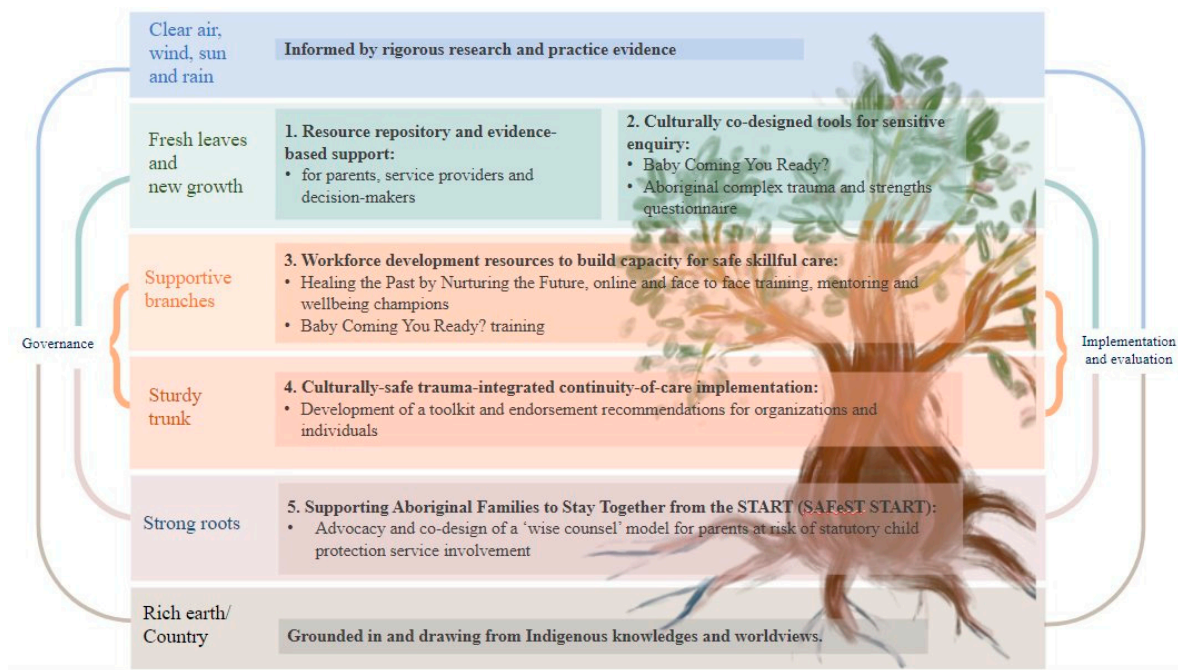 Clear air,
wind, sun
and rain
Informed by rigorous research and practice evidence
Fresh leaves
and
new growth
1. Resource repository and evidence-
based support:
• for parents, service providers and
decision-makers
2. Culturally co-designed tools for sensitive
enquiry:
• Baby Coming You Ready?
• Aboriginal complex trauma and strengths
questionnaire
Supportive
branches
3. Workforce development resources to build capacity for safe skillful care:
• Healing the Past by Nurturing the Future, online and face to face training, mentoring and
wellbeing champions
• Baby Coming You Ready? training
Governance
Implementation
and evaluation
Sturdy
trunk
4. Culturally-safe trauma-integrated continuity-of-care implementation:
• Development of a toolkit and endorsement recommendations for organizations and
individuals
Strong roots
5. Supporting Aboriginal Families to Stay Together from the START (SAFeST START):
• Advocacy and co-design of a ‘wise counsel’ model for parents at risk of statutory child
protection service involvement
Rich earth/
Country
Grounded in and drawing from Indigenous knowledges and worldviews.